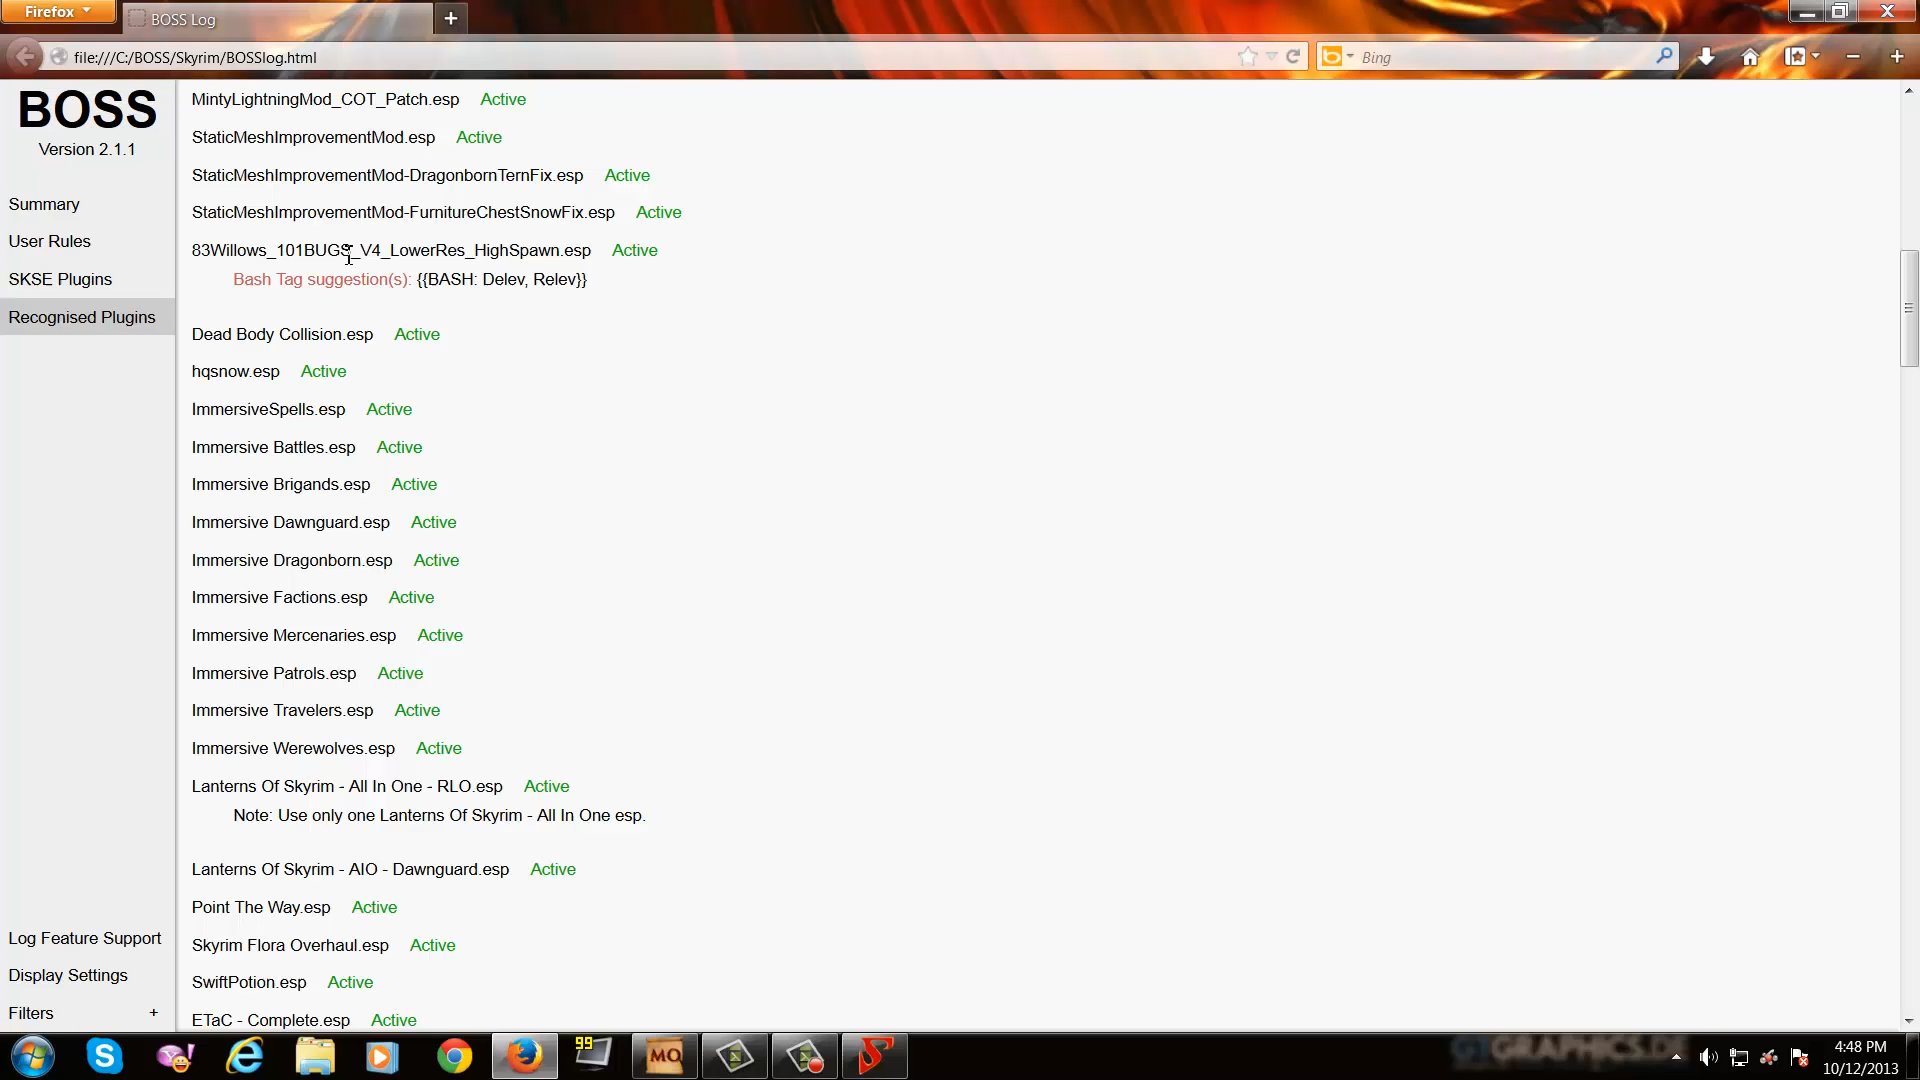 Firefox
BOSS Log
+
file:///C:/BOSS/Skyrim/BOSSlog.html
Bing
BOSS
Version 2.1.1
Summary
User Rules
SKSE Plugins
Recognised Plugins
Log Feature Support
Display Settings
Filters +
MintyLightningMod_COT_Patch.esp Active
StaticMeshImprovementMod.esp Active
StaticMeshImprovementMod-DragonbornTernFix.esp Active
StaticMeshImprovementMod-FurnitureChestSnowFix.esp Active
83Willows_101BUGS_V4_LowerRes_HighSpawn.esp Active
Bash Tag suggestion(s): {{BASH: Delev, Relev}}
Dead Body Collision.esp Active
hqsnow.esp Active
ImmersiveSpells.esp Active
Immersive Battles.esp Active
Immersive Brigands.esp Active
Immersive Dawnguard.esp Active
Immersive Dragonborn.esp Active
Immersive Factions.esp Active
Immersive Mercenaries.esp Active
Immersive Patrols.esp Active
Immersive Travelers.esp Active
Immersive Werewolves.esp Active
Lanterns Of Skyrim - All In One - RLO.esp Active
Note: Use only one Lanterns Of Skyrim - All In One esp.
Lanterns Of Skyrim - AIO - Dawnguard.esp Active
Point The Way.esp Active
Skyrim Flora Overhaul.esp Active
SwiftPotion.esp Active
ETaC - Complete.esp Active
99
MO
4:48 PM
10/12/2013